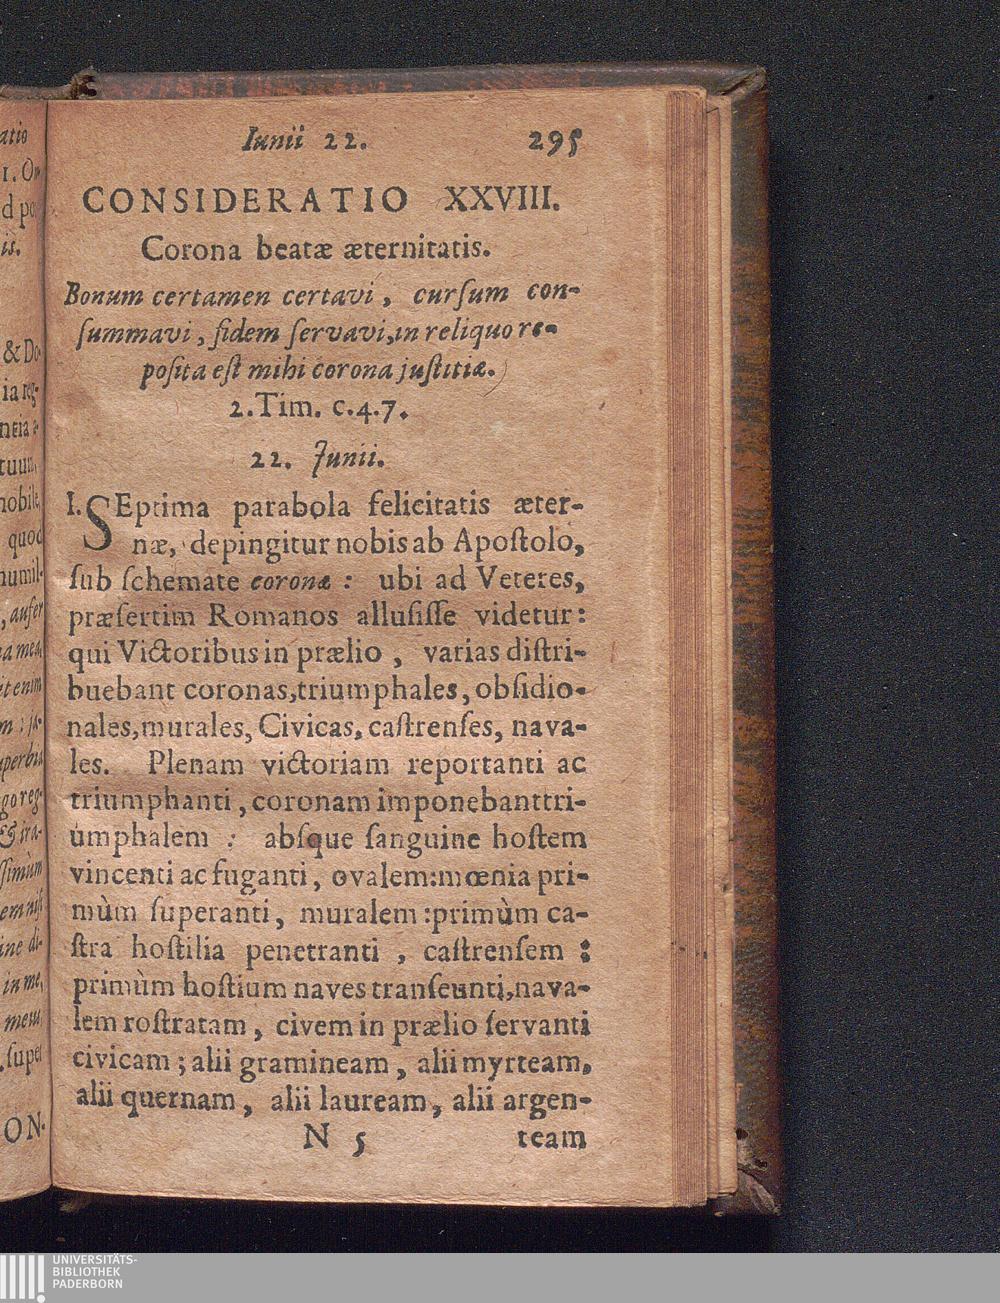 Iunii 22. 295
CONSIDERATIO XXVIII.
Corona beatæ æternitatis.
Bonum certamen certavi, curſum con-
ſummavi, fidem ſervavi, in reliquo re-
poſita eſt mihi corona juſtitiæ.
2. Tim. c. 4. 7.
22. Junii.
I. SEptima parabola felicitatis æter-
næ, depingitur nobis ab Apoſtolo,
ſub ſchemate coronæ : ubi ad Veteres,
præſertim Romanos alluſiſſe videtur:
qui Victoribus in prælio, varias diſtri-
buebant coronas, triumphales, obſidio-
nales, murales, Civicas, caſtrenſes, nava-
les. Plenam victoriam reportanti ac
triumphanti, coronam imponebant tri-
umphalem : abſque ſanguine hoſtem
vincenti ac fuganti, ovalem: mœnia pri-
mùm ſuperanti, muralem: primùm ca-
ſtra hoſtilia penetranti, caſtrenſem :
primùm hoſtium naves tranſeunti, nava-
lem roſtratam, civem in prælio ſervanti
civicam; alii gramineam, alii myrteam,
alii quernam, alii lauream, alii argen-
N 5 team
UNIVERSITÄTS-
BIBLIOTHEK
PADERBORN